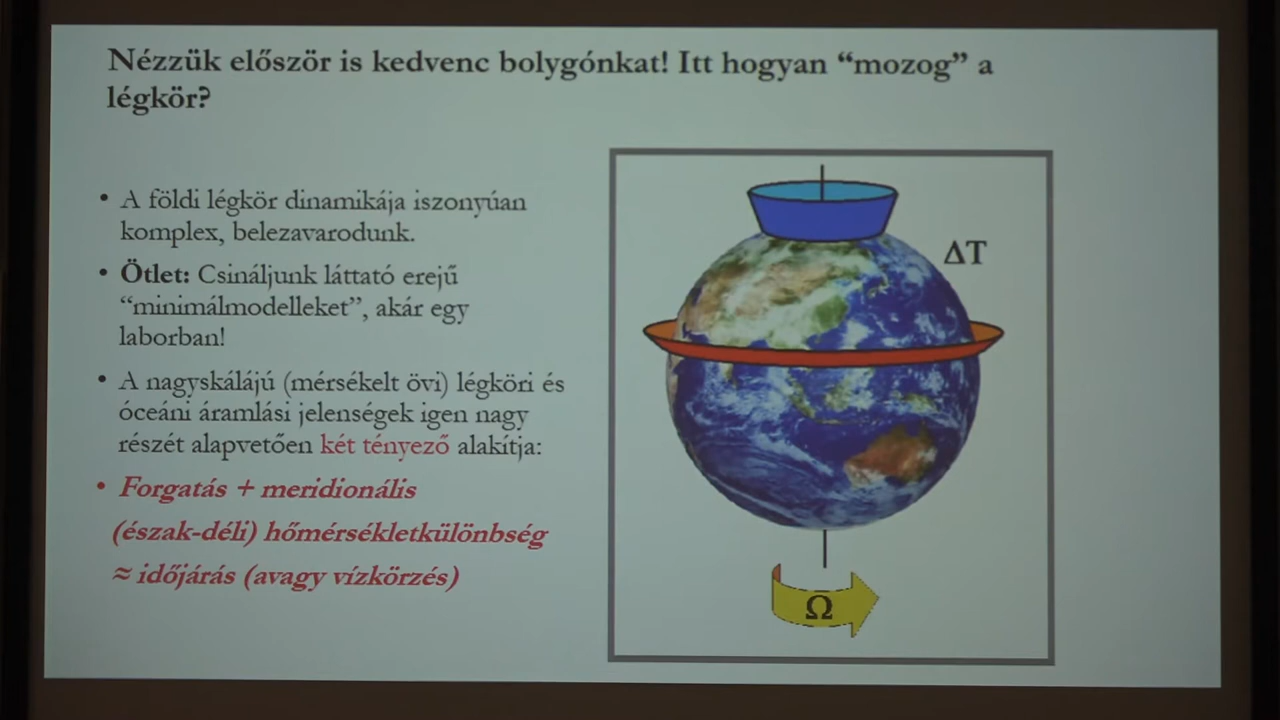 Nézzük először is kedvenc bolygónkat! Itt hogyan “mozog” a
légkör?
• A földi légkör dinamikája iszonyúan
komplex, belezavarodunk.
• Ötlet: Csináljunk láttató erejű
“minimálmodelleket”, akár egy
laborban!
• A nagyskálájú (mérsékelt övi) légköri és
óceáni áramlási jelenségek igen nagy
részét alapvetően két tényező alakítja:
• Forgatás + meridionális
(észak-déli) hőmérsékletkülönbség
≈ időjárás (avagy vízkörzés)
ΔT
Ω